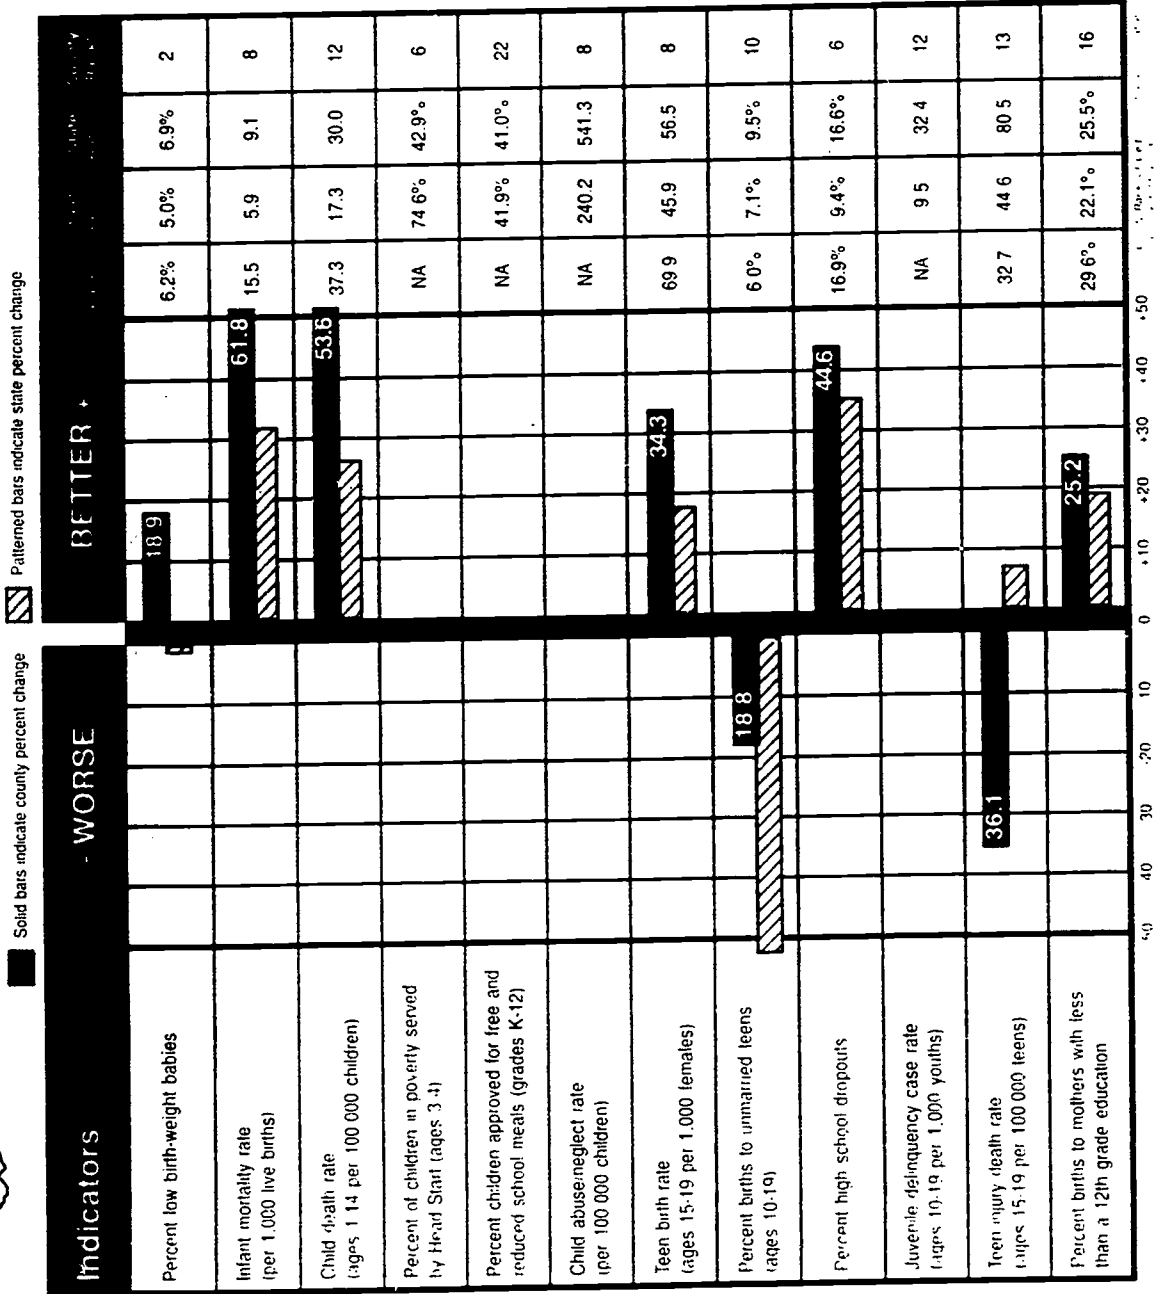 Solid bars indicate county percent change
Patterned bars indicate state percent change
Indicators
- WORSE
BETTER +
Percent low birth-weight babies
18 9
6.2%
5.0%
6.9%
2
Infant mortality rate
(per 1.000 live births)
61.8
15.5
5.9
9.1
8
Child death rate
(ages 1 14 per 100 000 children)
53.6
37.3
17.3
30.0
12
Percent of children in poverty served
by Head Start (ages 3 4)
NA
74 6%
42.9%
6
Percent children approved for free and
reduced school meals (grades K-12)
NA
41.9%
41.0%
22
Child abuse/neglect rate
(per 100 000 children)
NA
240.2
541.3
8
Teen birth rate
(ages 15-19 per 1.000 females)
34.3
69 9
45.9
56.5
8
Percent births to unmarried teens
(ages 10-19)
18 8
6 0%
7.1%
9.5%
10
Percent high school dropouts
44.6
16.9%
9.4%
16.6%
6
Juvenile delinquency case rate
(ages 10-19 per 1,000 youths)
NA
9 5
32 4
12
Teen injury death rate
(ages 15-19 per 100 000 teens)
36.1
32 7
44 6
80 5
13
Percent births to mothers with less
than a 12th grade education
25.2
29 6%
22.1%
25.5%
16
50 40 30 20 10 0 +10 +20 +30 +40 +50